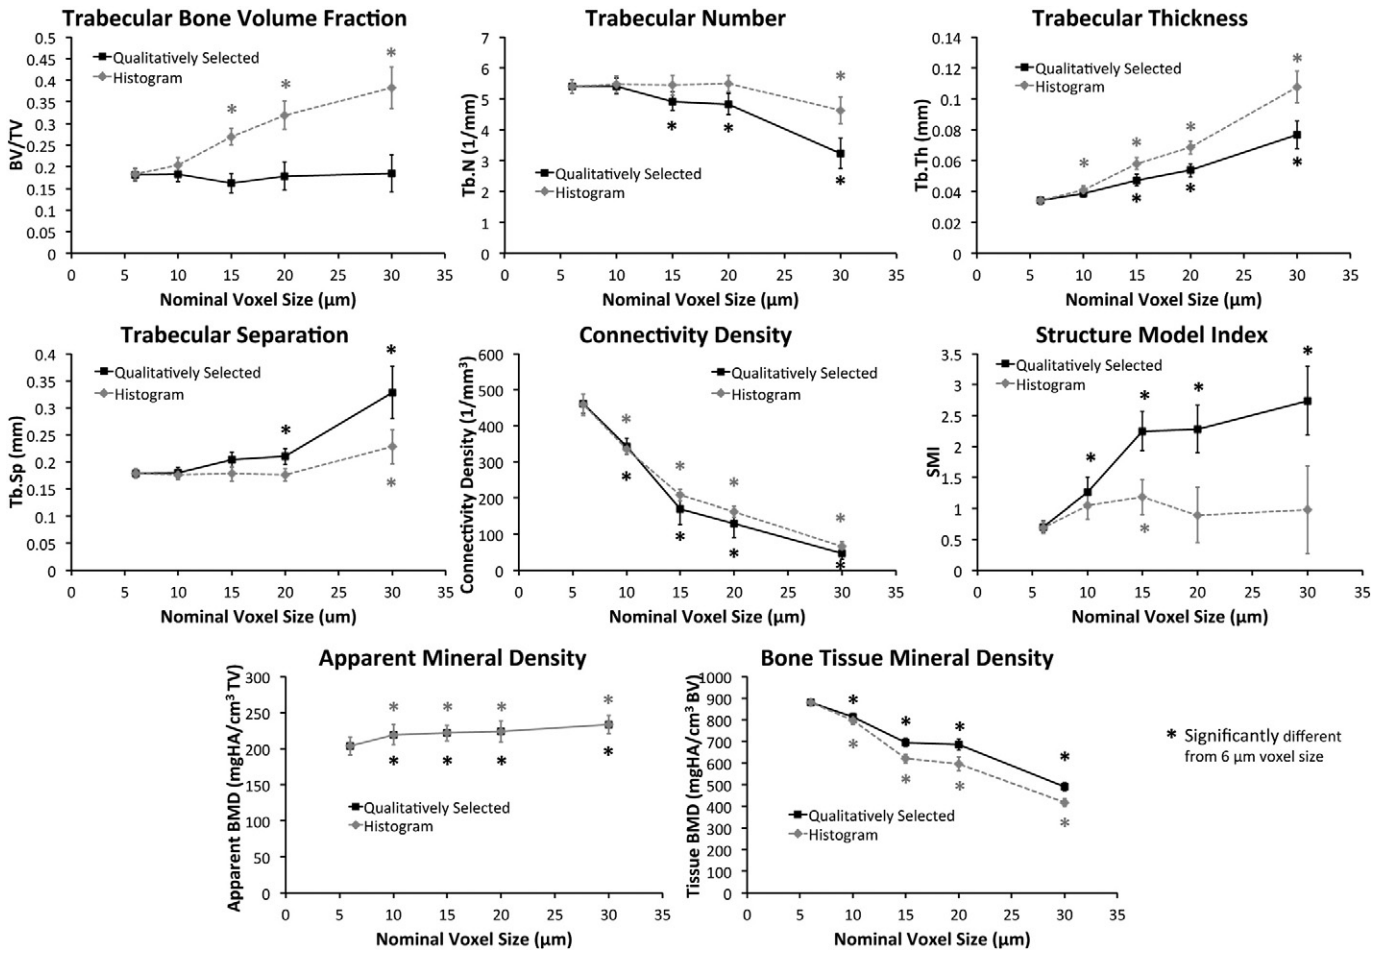 Trabecular Bone Volume Fraction
0.5
0.45
0.4
0.35
0.3
0.25
0.2
0.15
0.1
0.05
0
BV/TV
Qualitatively Selected
Histogram
* * *
0 5 10 15 20 25 30 35
Nominal Voxel Size (µm)
Trabecular Number
7
6
5
4
3
2
1
0
Tb.N (1/mm)
*
* * *
Qualitatively Selected
Histogram
0 5 10 15 20 25 30 35
Nominal Voxel Size (µm)
Trabecular Thickness
0.14
0.12
0.1
0.08
0.06
0.04
0.02
0
Tb.Th (mm)
Qualitatively Selected
Histogram
* * * *
* * *
0 5 10 15 20 25 30 35
Nominal Voxel Size (µm)
Trabecular Separation
0.4
0.35
0.3
0.25
0.2
0.15
0.1
0.05
0
Tb.Sp (mm)
Qualitatively Selected
Histogram
* *
*
0 5 10 15 20 25 30 35
Nominal Voxel Size (um)
Connectivity Density
600
500
400
300
200
100
0
Connectivity Density (1/mm³)
Qualitatively Selected
Histogram
* * * *
* * * *
0 5 10 15 20 25 30 35
Nominal Voxel Size (µm)
Structure Model Index
3.5
3
2.5
2
1.5
1
0.5
0
SMI
Qualitatively Selected
Histogram
* * * *
*
0 5 10 15 20 25 30 35
Nominal Voxel Size (µm)
Apparent Mineral Density
300
250
200
150
100
50
0
Apparent BMD (mgHA/cm³ TV)
* * * *
* * * *
Qualitatively Selected
Histogram
0 5 10 15 20 25 30 35
Nominal Voxel Size (µm)
Bone Tissue Mineral Density
1000
900
800
700
600
500
400
300
200
100
0
Tissue BMD (mgHA/cm³ BV)
* * * *
* * * *
Qualitatively Selected
Histogram
0 5 10 15 20 25 30 35
Nominal Voxel Size (µm)
* Significantly different
from 6 µm voxel size